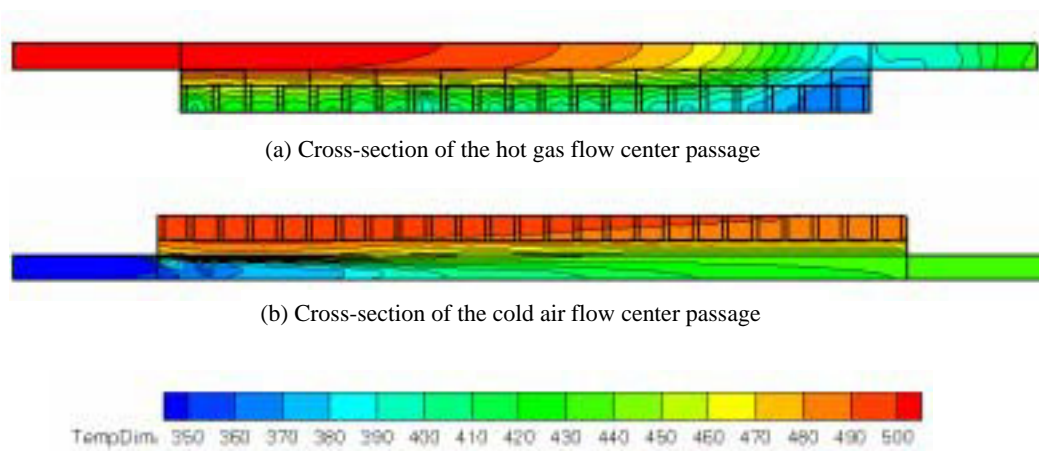 (a) Cross-section of the hot gas flow center passage
(b) Cross-section of the cold air flow center passage
TempDim. 350 360 370 380 390 400 410 420 430 440 450 460 470 480 490 500